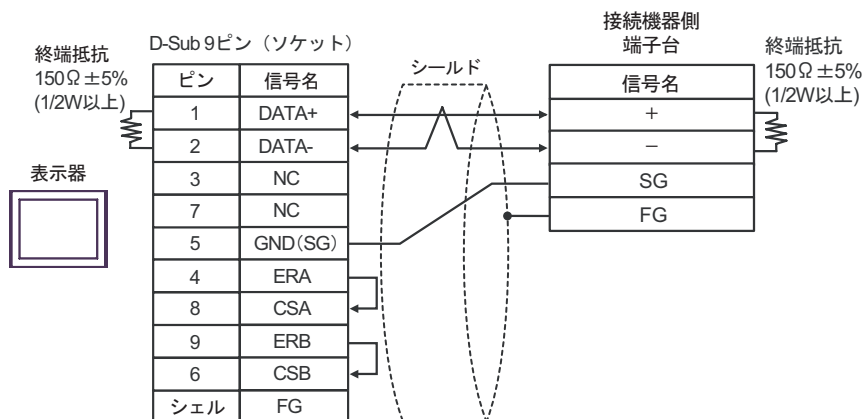 接続機器側
端子台
終端抵抗
150Ω±5%
(1/2W以上)
D-Sub 9ピン（ソケット）
シールド
終端抵抗
150Ω±5%
(1/2W以上)
ピン 信号名
1 DATA+
2 DATA-
3 NC
7 NC
5 GND(SG)
4 ERA
8 CSA
9 ERB
6 CSB
シェル FG
表示器
信号名
+
−
SG
FG